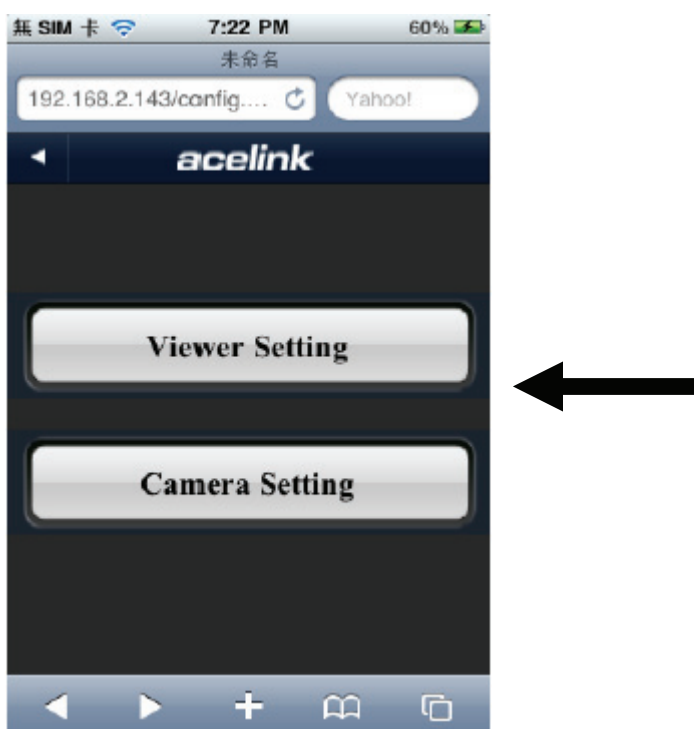 無 SIM 卡 7:22 PM 60%
未命名
192.168.2.143/config.... Yahoo!
acelink
Viewer Setting
Camera Setting